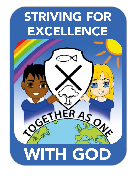 STRIVING FOR
EXCELLENCE
TOGETHER AS ONE
WITH GOD